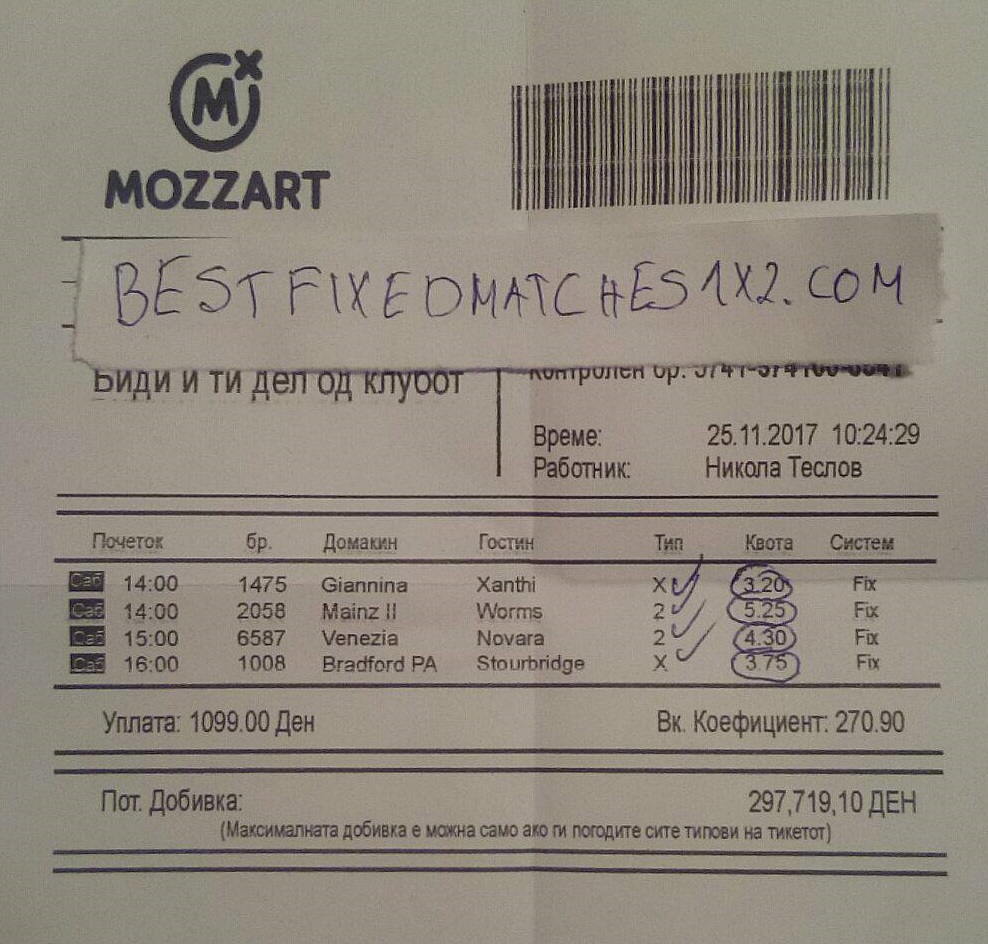 M x
MOZZART
BESTFIXEDMATCHES1X2.COM
Биди и ти дел од клубот
Контролен бр.
Време: 25.11.2017 10:24:29
Работник: Никола Теслов
Почеток бр. Домакин Гостин Тип Квота Систем
Саб 14:00 1475 Giannina Xanthi X 3.20 Fix
Саб 14:00 2058 Mainz II Worms 2 5.25 Fix
Саб 15:00 6587 Venezia Novara 2 4.30 Fix
Саб 16:00 1008 Bradford PA Stourbridge X 3.75 Fix
Уплата: 1099.00 Ден Вк. Коефициент: 270.90
Пот. Добивка: 297,719,10 ДЕН
(Максималната добивка е можна само ако ги погодите сите типови на тикетот)